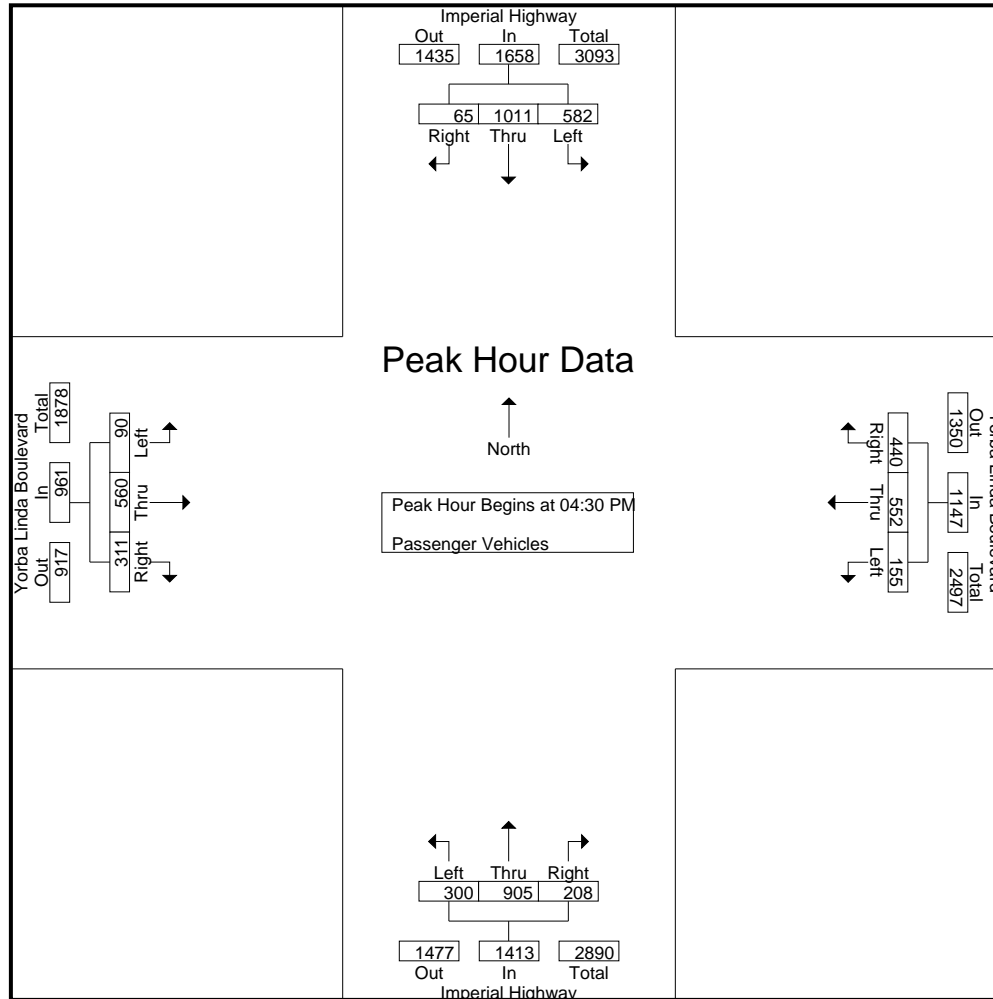 Imperial Highway
Out In Total
1435 1658 3093
65 1011 582
Right Thru Left
Peak Hour Data
North
Peak Hour Begins at 04:30 PM
Passenger Vehicles
Yorba Linda Boulevard
Total In Out
1878 961 917
90 560 311
Left Thru Right
Right Thru Left
440 552 155
1350 1147 2497
Out In Total
Yorba Linda Boulevard
Left Thru Right
300 905 208
1477 1413 2890
Out In Total
Imperial Highway